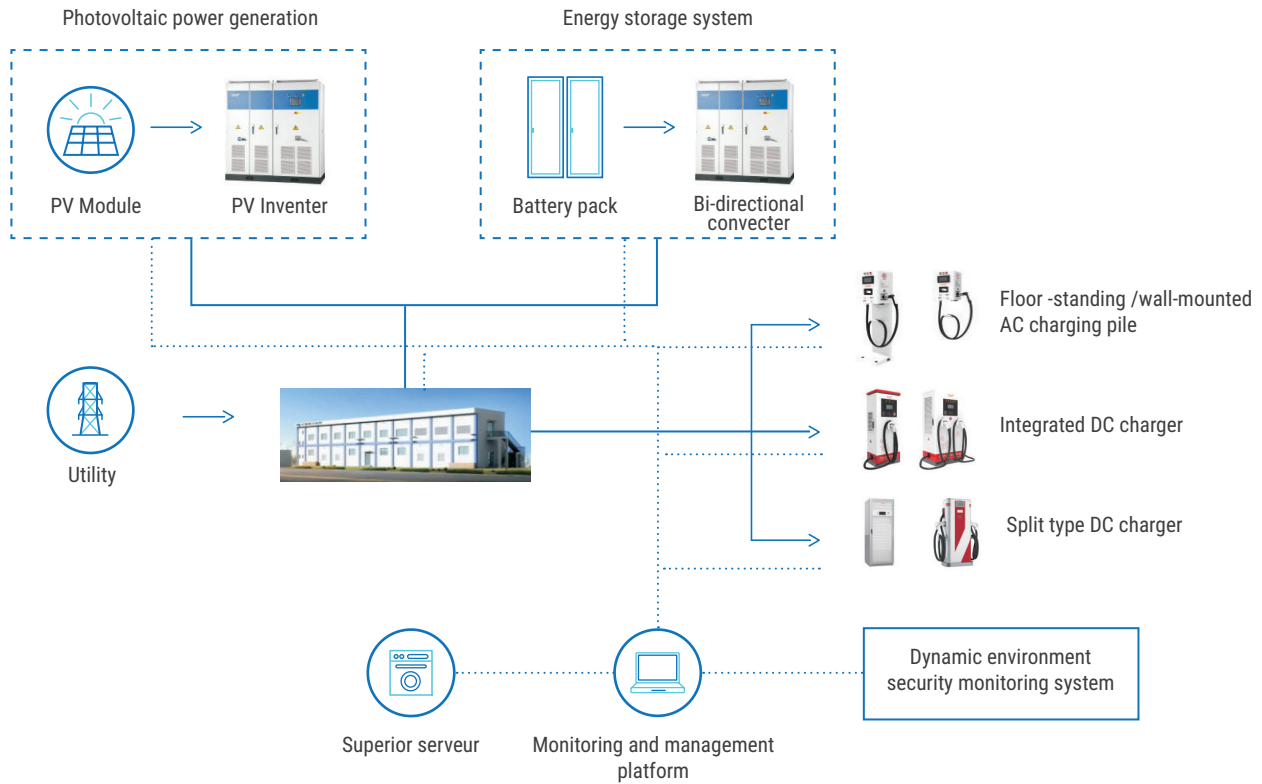 Photovoltaic power generation
Energy storage system
PV Module
PV Inventer
Battery pack
Bi-directional
convecter
Floor -standing /wall-mounted
AC charging pile
Utility
Integrated DC charger
Split type DC charger
Dynamic environment
security monitoring system
Superior serveur
Monitoring and management
platform